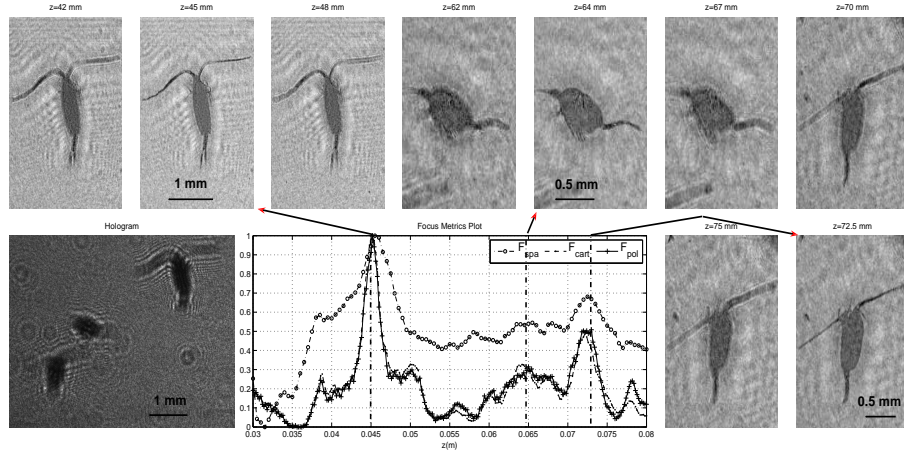 z=42 mm
z=45 mm
z=48 mm
z=62 mm
z=64 mm
z=67 mm
z=70 mm
1 mm
0.5 mm
Hologram
1 mm
Focus Metrics Plot
F_spa F_cart F_pol
1
0.9
0.8
0.7
0.6
0.5
0.4
0.3
0.2
0.1
0
0.03 0.035 0.04 0.045 0.05 0.055 0.06 0.065 0.07 0.075 0.08
z(m)
z=75 mm
z=72.5 mm
0.5 mm